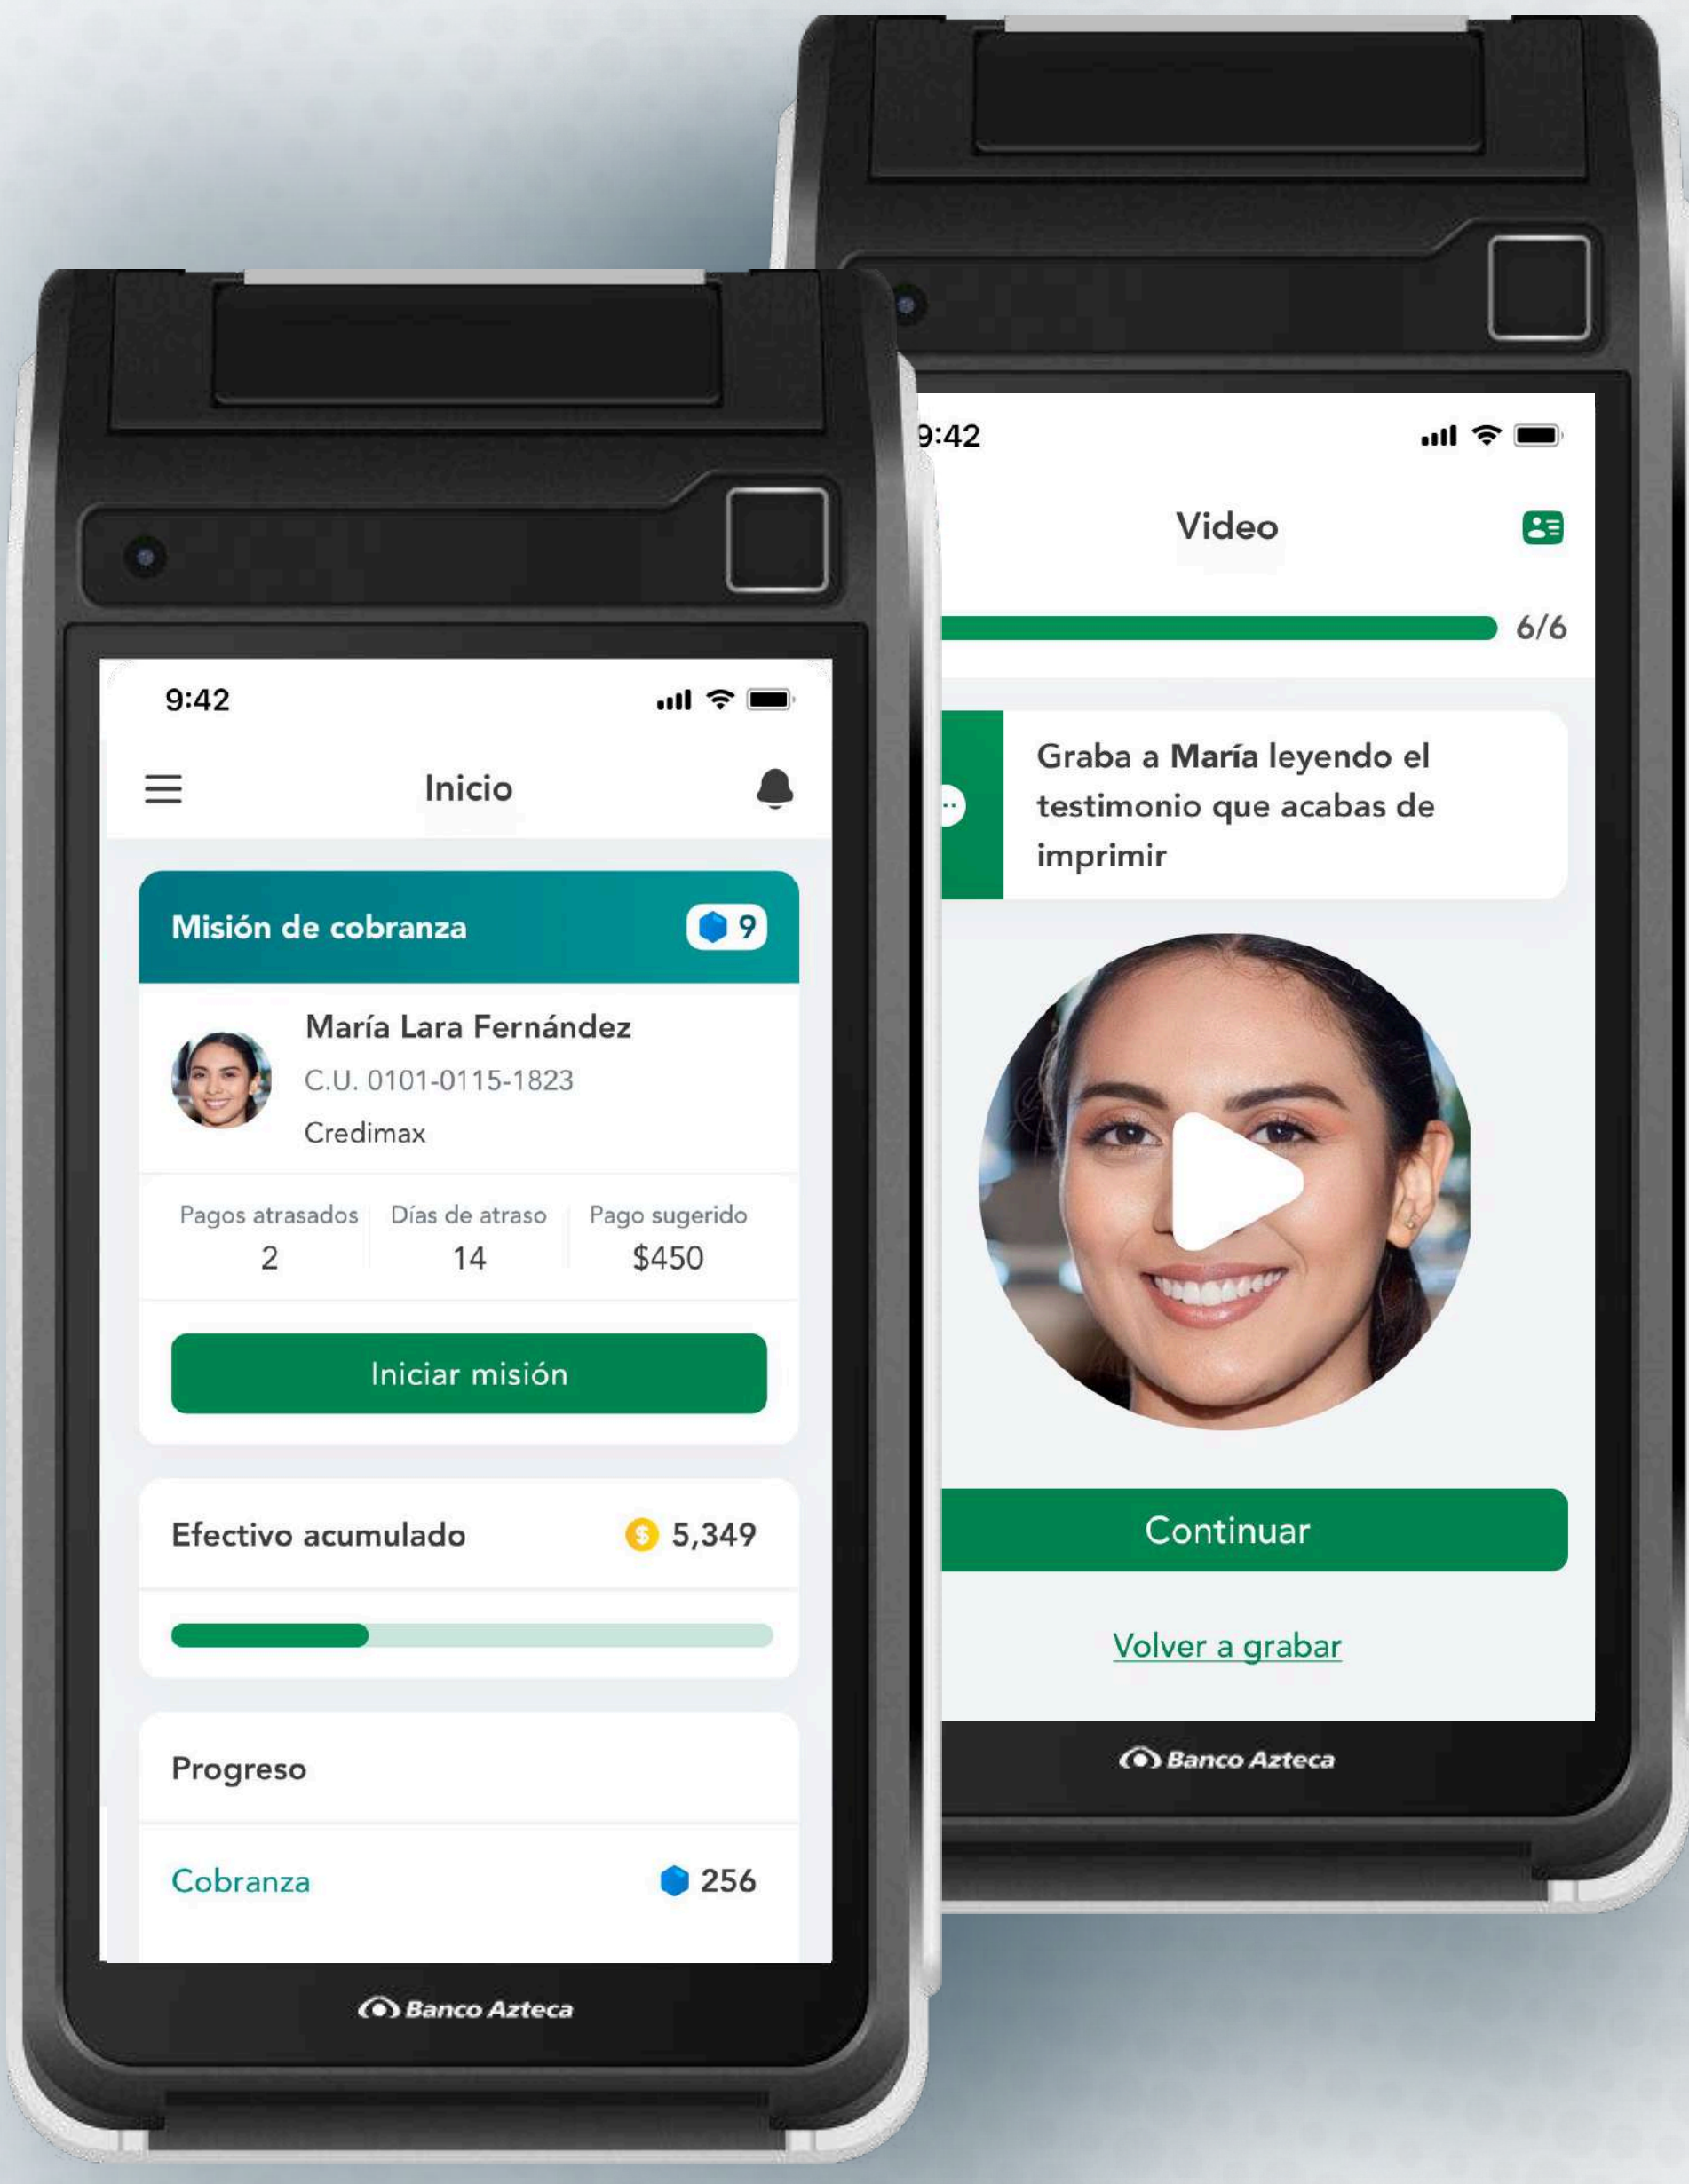 9:42
Inicio
Misión de cobranza
9
María Lara Fernández
C.U. 0101-0115-1823
Credimax
Pagos atrasados Días de atraso Pago sugerido
2 14 $450
Iniciar misión
Efectivo acumulado
$ 5,349
Progreso
Cobranza
256
Banco Azteca
9:42
Video
6/6
Graba a María leyendo el
testimonio que acabas de
imprimir
Continuar
Volver a grabar
Banco Azteca